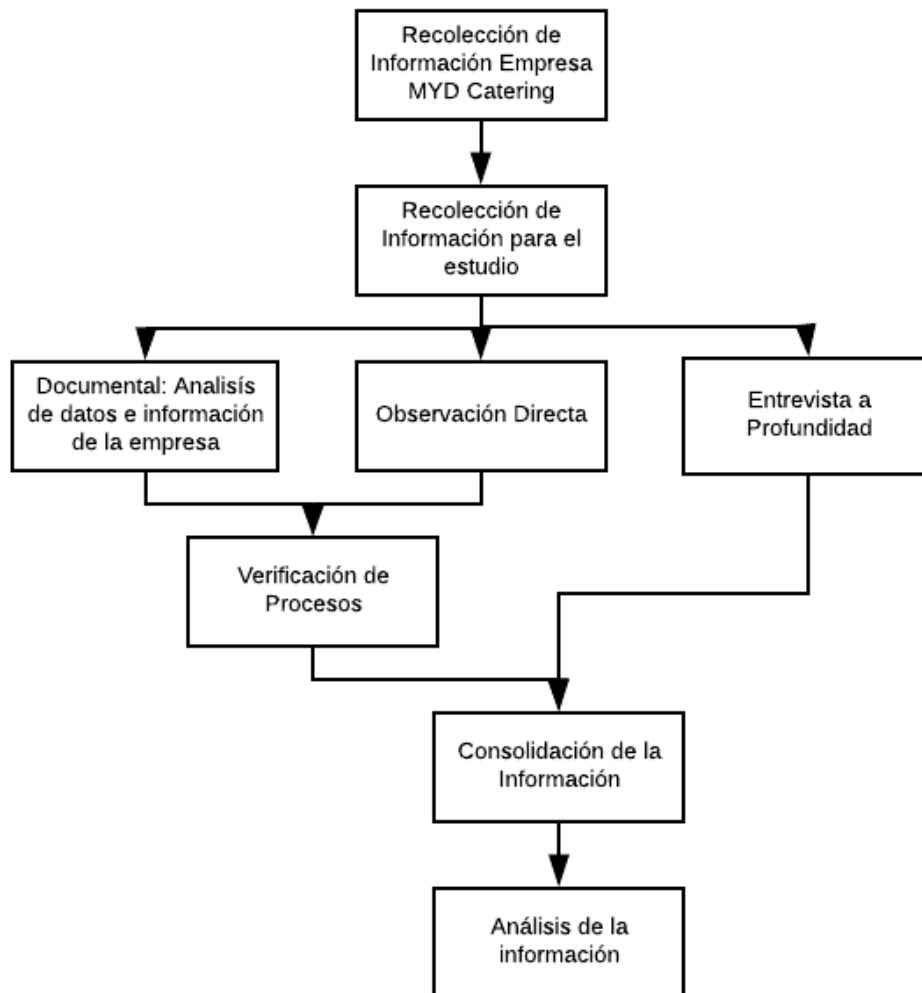 Recolección de
Información Empresa
MYD Catering
Recolección de
Información para el
estudio
Documental: Analisís
de datos e información
de la empresa
Observación Directa
Entrevista a
Profundidad
Verificación de
Procesos
Consolidación de la
Información
Análisis de la
información